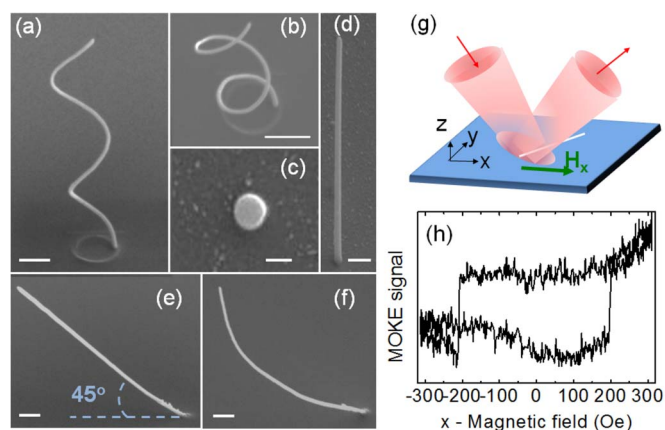 (a)
(b)
(d)
(g)
(c)
z
y
x
Hx
(h)
(e)
(f)
45°
MOKE signal
-300-200-100 0 100 200 300
x - Magnetic field (Oe)